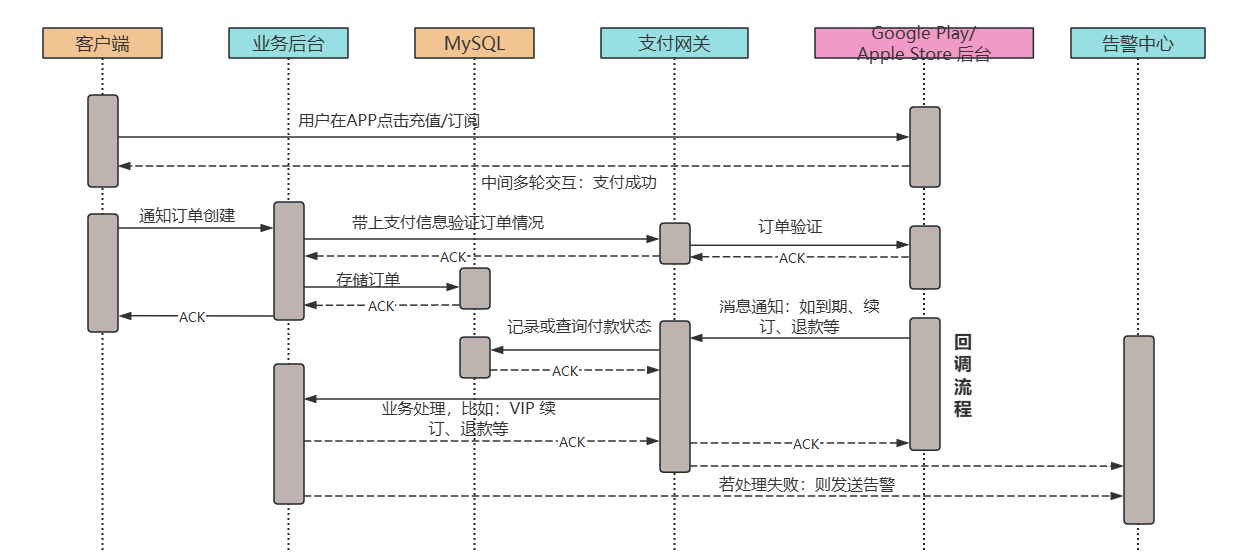 客户端
业务后台
MySQL
支付网关
Google Play/
Apple Store 后台
告警中心
用户在APP点击充值/订阅
中间多轮交互：支付成功
通知订单创建
带上支付信息验证订单情况
订单验证
ACK
ACK
存储订单
ACK
ACK
消息通知：如到期、续
订、退款等
记录或查询付款状态
ACK
回
调
流
程
业务处理，比如：VIP 续
订、退款等
ACK
ACK
若处理失败：则发送告警